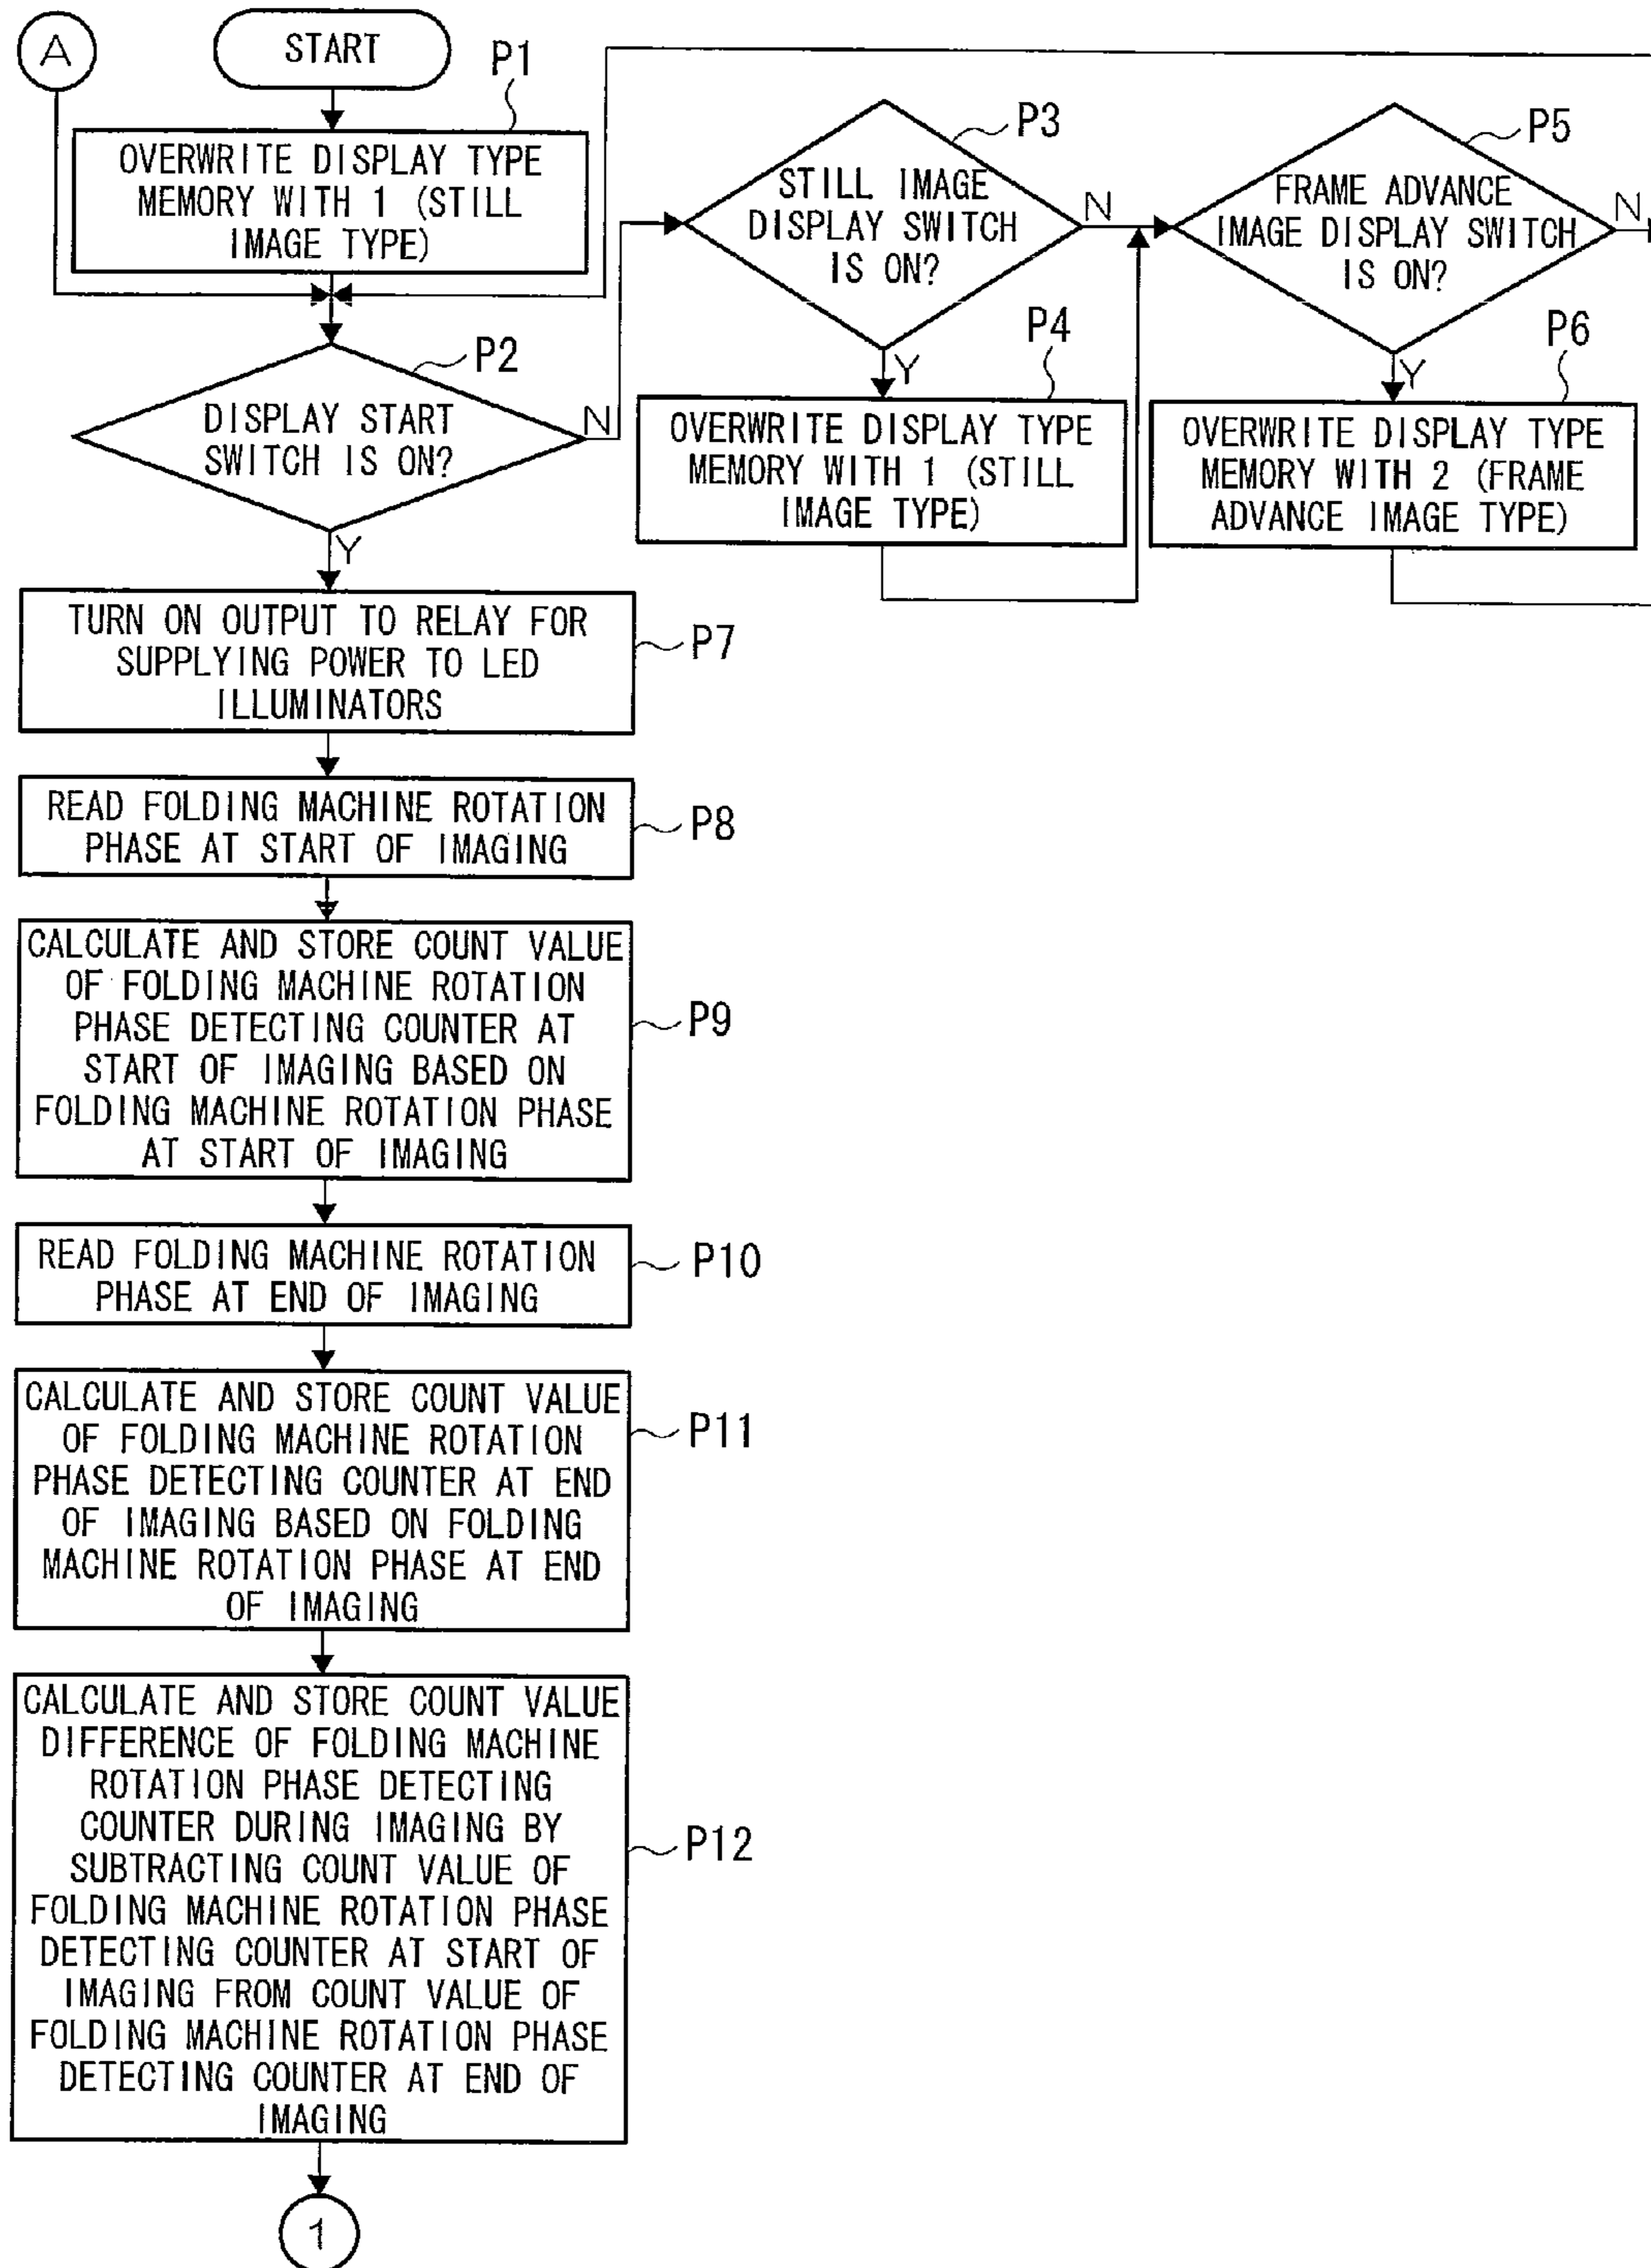 A
START
P1
OVERWRITE DISPLAY TYPE
MEMORY WITH 1 (STILL
IMAGE TYPE)
P2
DISPLAY START
SWITCH IS ON?
N
Y
P3
STILL IMAGE
DISPLAY SWITCH
IS ON?
N
Y
P4
OVERWRITE DISPLAY TYPE
MEMORY WITH 1 (STILL
IMAGE TYPE)
P5
FRAME ADVANCE
IMAGE DISPLAY SWITCH
IS ON?
N
Y
P6
OVERWRITE DISPLAY TYPE
MEMORY WITH 2 (FRAME
ADVANCE IMAGE TYPE)
TURN ON OUTPUT TO RELAY FOR
SUPPLYING POWER TO LED
ILLUMINATORS
P7
READ FOLDING MACHINE ROTATION
PHASE AT START OF IMAGING
P8
CALCULATE AND STORE COUNT VALUE
OF FOLDING MACHINE ROTATION
PHASE DETECTING COUNTER AT
START OF IMAGING BASED ON
FOLDING MACHINE ROTATION PHASE
AT START OF IMAGING
P9
READ FOLDING MACHINE ROTATION
PHASE AT END OF IMAGING
P10
CALCULATE AND STORE COUNT VALUE
OF FOLDING MACHINE ROTATION
PHASE DETECTING COUNTER AT END
OF IMAGING BASED ON FOLDING
MACHINE ROTATION PHASE AT END
OF IMAGING
P11
CALCULATE AND STORE COUNT VALUE
DIFFERENCE OF FOLDING MACHINE
ROTATION PHASE DETECTING
COUNTER DURING IMAGING BY
SUBTRACTING COUNT VALUE OF
FOLDING MACHINE ROTATION PHASE
DETECTING COUNTER AT START OF
IMAGING FROM COUNT VALUE OF
FOLDING MACHINE ROTATION PHASE
DETECTING COUNTER AT END OF
IMAGING
P12
1